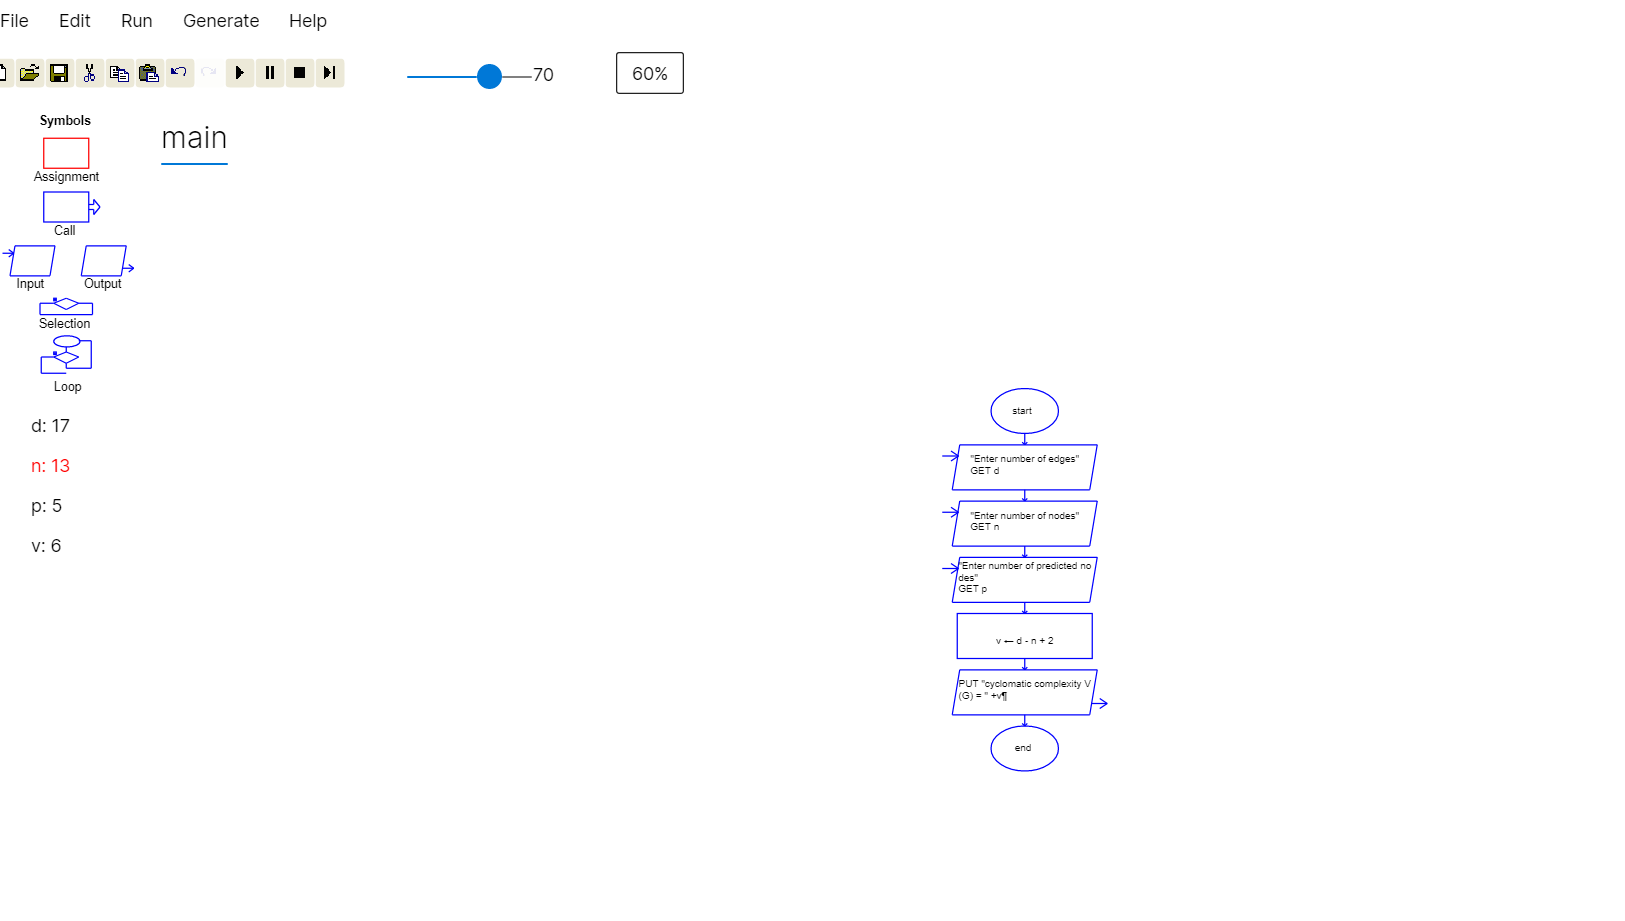 File Edit Run Generate Help
70
60%
Symbols
main
Assignment
Call
Input Output
Selection
Loop
d: 17
n: 13
p: 5
v: 6
start
"Enter number of edges"
GET d
"Enter number of nodes"
GET n
"Enter number of predicted no
des"
GET p
v ← d - n + 2
PUT "cyclomatic complexity V
(G) = " +v¶
end